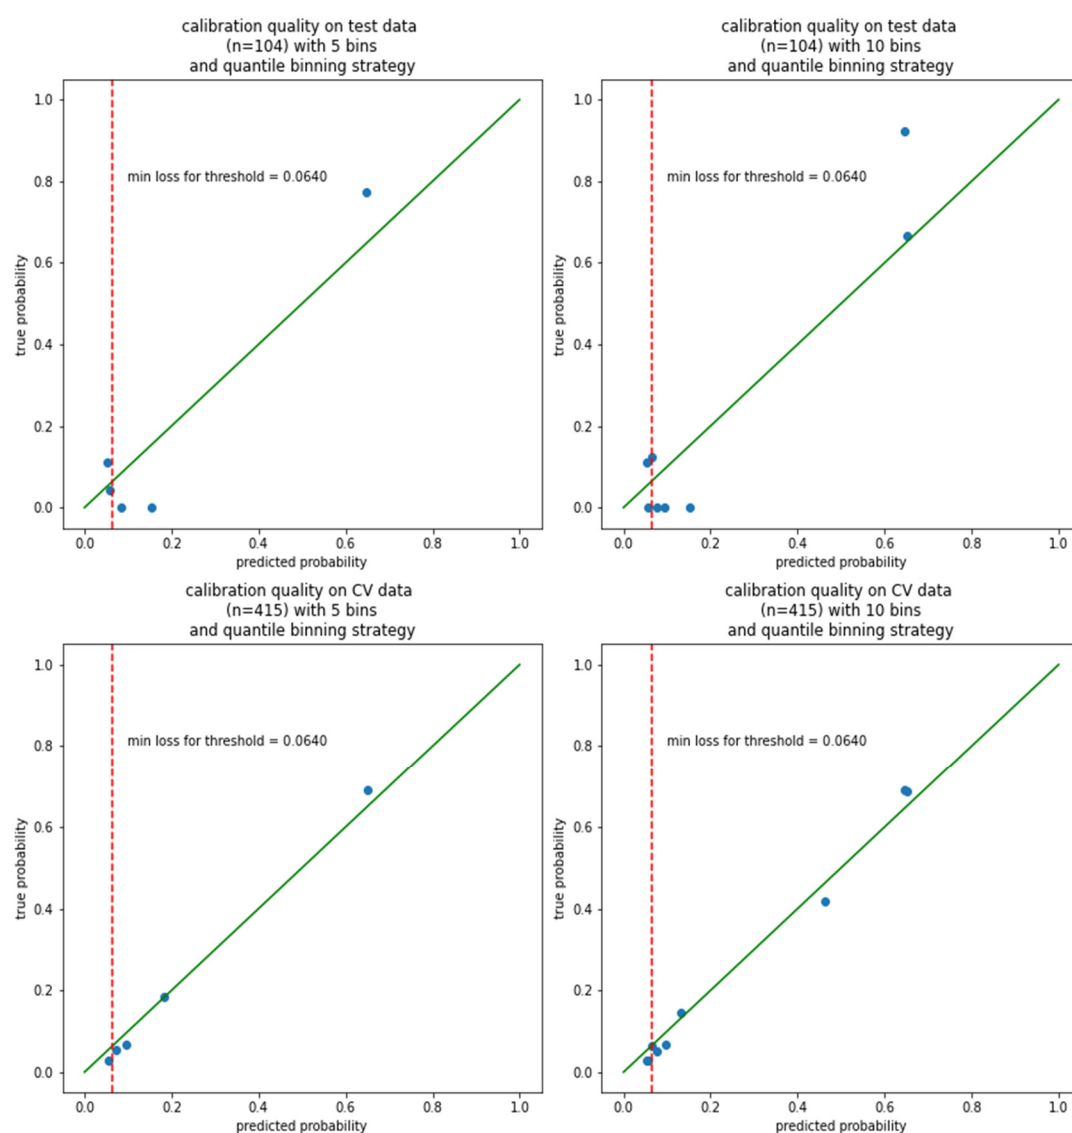 calibration quality on test data
(n=104) with 5 bins
and quantile binning strategy
1.0
0.8
0.6
0.4
0.2
0.0
true probability
min loss for threshold = 0.0640
0.0 0.2 0.4 0.6 0.8 1.0
predicted probability
calibration quality on test data
(n=104) with 10 bins
and quantile binning strategy
1.0
0.8
0.6
0.4
0.2
0.0
true probability
min loss for threshold = 0.0640
0.0 0.2 0.4 0.6 0.8 1.0
predicted probability
calibration quality on CV data
(n=415) with 5 bins
and quantile binning strategy
1.0
0.8
0.6
0.4
0.2
0.0
true probability
min loss for threshold = 0.0640
0.0 0.2 0.4 0.6 0.8 1.0
predicted probability
calibration quality on CV data
(n=415) with 10 bins
and quantile binning strategy
1.0
0.8
0.6
0.4
0.2
0.0
true probability
min loss for threshold = 0.0640
0.0 0.2 0.4 0.6 0.8 1.0
predicted probability